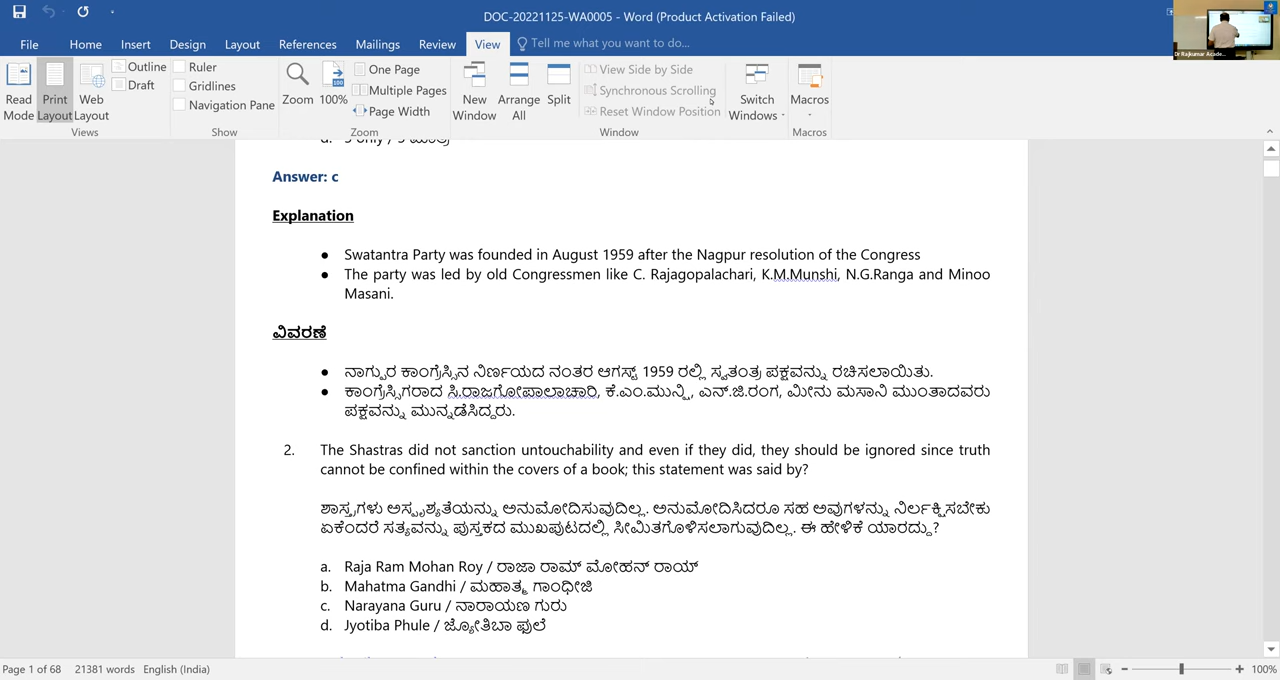 DOC-20221125-WA0005 - Word (Product Activation Failed)
File Home Insert Design Layout References Mailings Review View Tell me what you want to do...
Read Mode
Print Layout
Web Layout
Outline
Draft
Views
Ruler
Gridlines
Navigation Pane
Show
Zoom
100%
One Page
Multiple Pages
Page Width
Zoom
New Window
Arrange All
Split
View Side by Side
Synchronous Scrolling
Reset Window Position
Window
Switch Windows
Macros
Macros
Dr Rajkumar Acade...
Answer: c
Explanation
● Swatantra Party was founded in August 1959 after the Nagpur resolution of the Congress
● The party was led by old Congressmen like C. Rajagopalachari, K.M.Munshi, N.G.Ranga and Minoo
Masani.
ವಿವರಣೆ
● ನಾಗ್ಪುರ ಕಾಂಗ್ರೆಸ್ಸಿನ ನಿರ್ಣಯದ ನಂತರ ಆಗಸ್ಟ್ 1959 ರಲ್ಲಿ ಸ್ವತಂತ್ರ ಪಕ್ಷವನ್ನು ರಚಿಸಲಾಯಿತು.
● ಕಾಂಗ್ರೆಸ್ಸಿಗರಾದ ಸಿ.ರಾಜಗೋಪಾಲಾಚಾರಿ, ಕೆ.ಎಂ.ಮುನ್ಶಿ, ಎನ್.ಜಿ.ರಂಗ, ಮೀನು ಮಸಾನಿ ಮುಂತಾದವರು
ಪಕ್ಷವನ್ನು ಮುನ್ನಡೆಸಿದ್ದರು.
2. The Shastras did not sanction untouchability and even if they did, they should be ignored since truth
cannot be confined within the covers of a book; this statement was said by?
ಶಾಸ್ತ್ರಗಳು ಅಸ್ಪೃಶ್ಯತೆಯನ್ನು ಅನುಮೋದಿಸುವುದಿಲ್ಲ. ಅನುಮೋದಿಸಿದರೂ ಸಹ ಅವುಗಳನ್ನು ನಿರ್ಲಕ್ಷಿಸಬೇಕು
ಏಕೆಂದರೆ ಸತ್ಯವನ್ನು ಪುಸ್ತಕದ ಮುಖಪುಟದಲ್ಲಿ ಸೀಮಿತಗೊಳಿಸಲಾಗುವುದಿಲ್ಲ. ಈ ಹೇಳಿಕೆ ಯಾರದ್ದು?
a. Raja Ram Mohan Roy / ರಾಜಾ ರಾಮ್ ಮೋಹನ್ ರಾಯ್
b. Mahatma Gandhi / ಮಹಾತ್ಮ ಗಾಂಧೀಜಿ
c. Narayana Guru / ನಾರಾಯಣ ಗುರು
d. Jyotiba Phule / ಜ್ಯೋತಿಬಾ ಫುಲೆ
Page 1 of 68 21381 words English (India) 100%